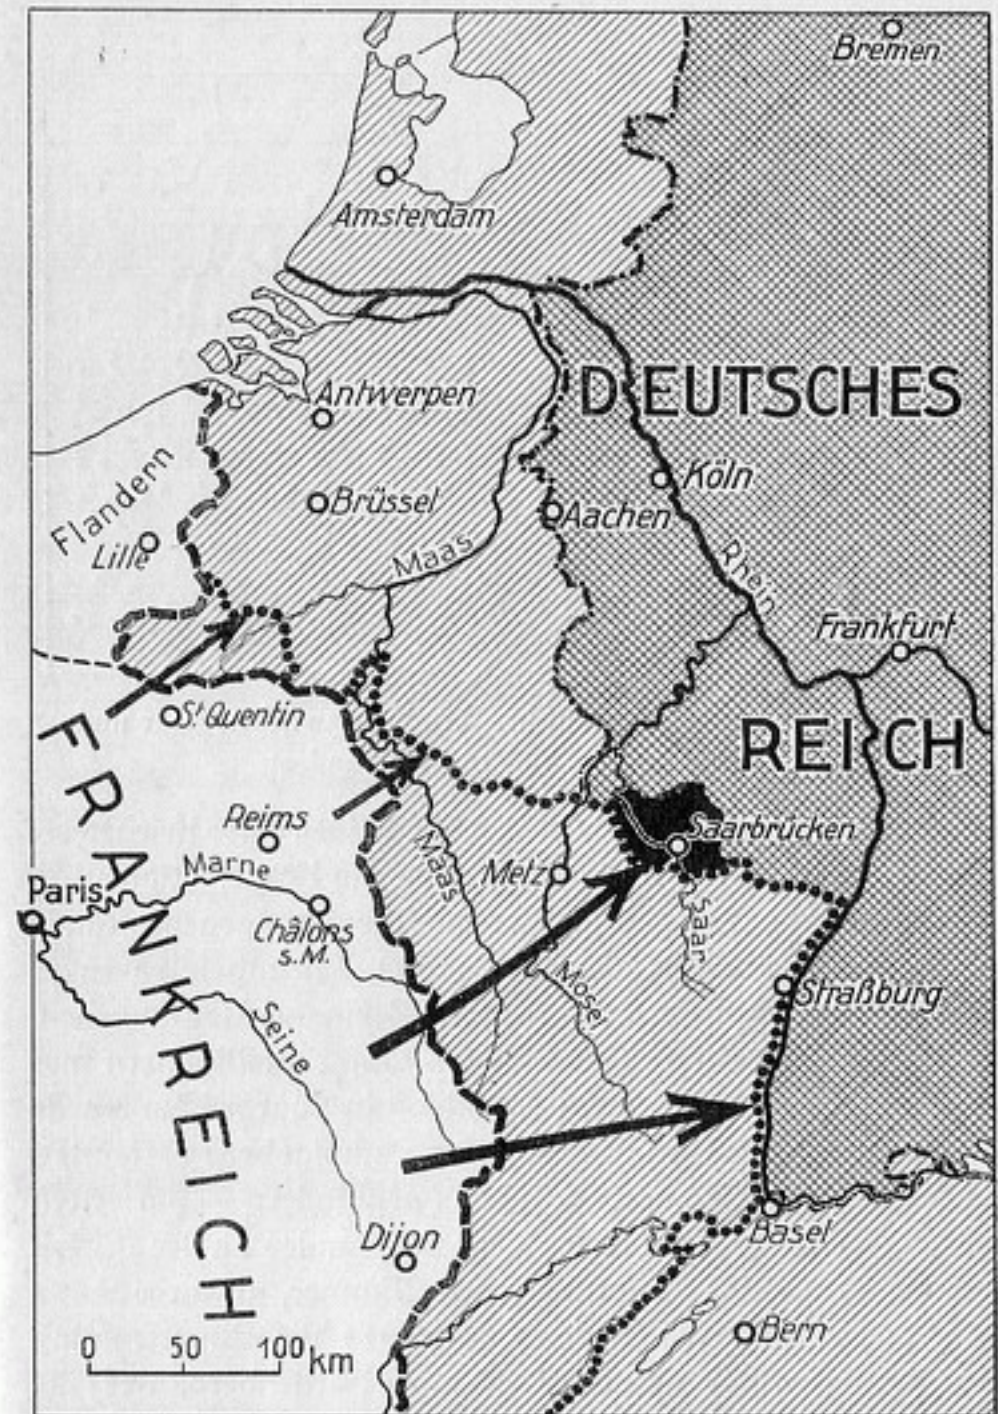 Bremen
Amsterdam
DEUTSCHES
Antwerpen
Köln
Flandern
Brüssel
Aachen
Lille
Maas
Rhein
Frankfurt
St. Quentin
FRANKREICH
REICH
Reims
Saarbrücken
Maas
Marne
Metz
Paris
Saar
Châlons
s.M.
Mosel
Straßburg
Seine
Dijon
Basel
Bern
0 50 100 km